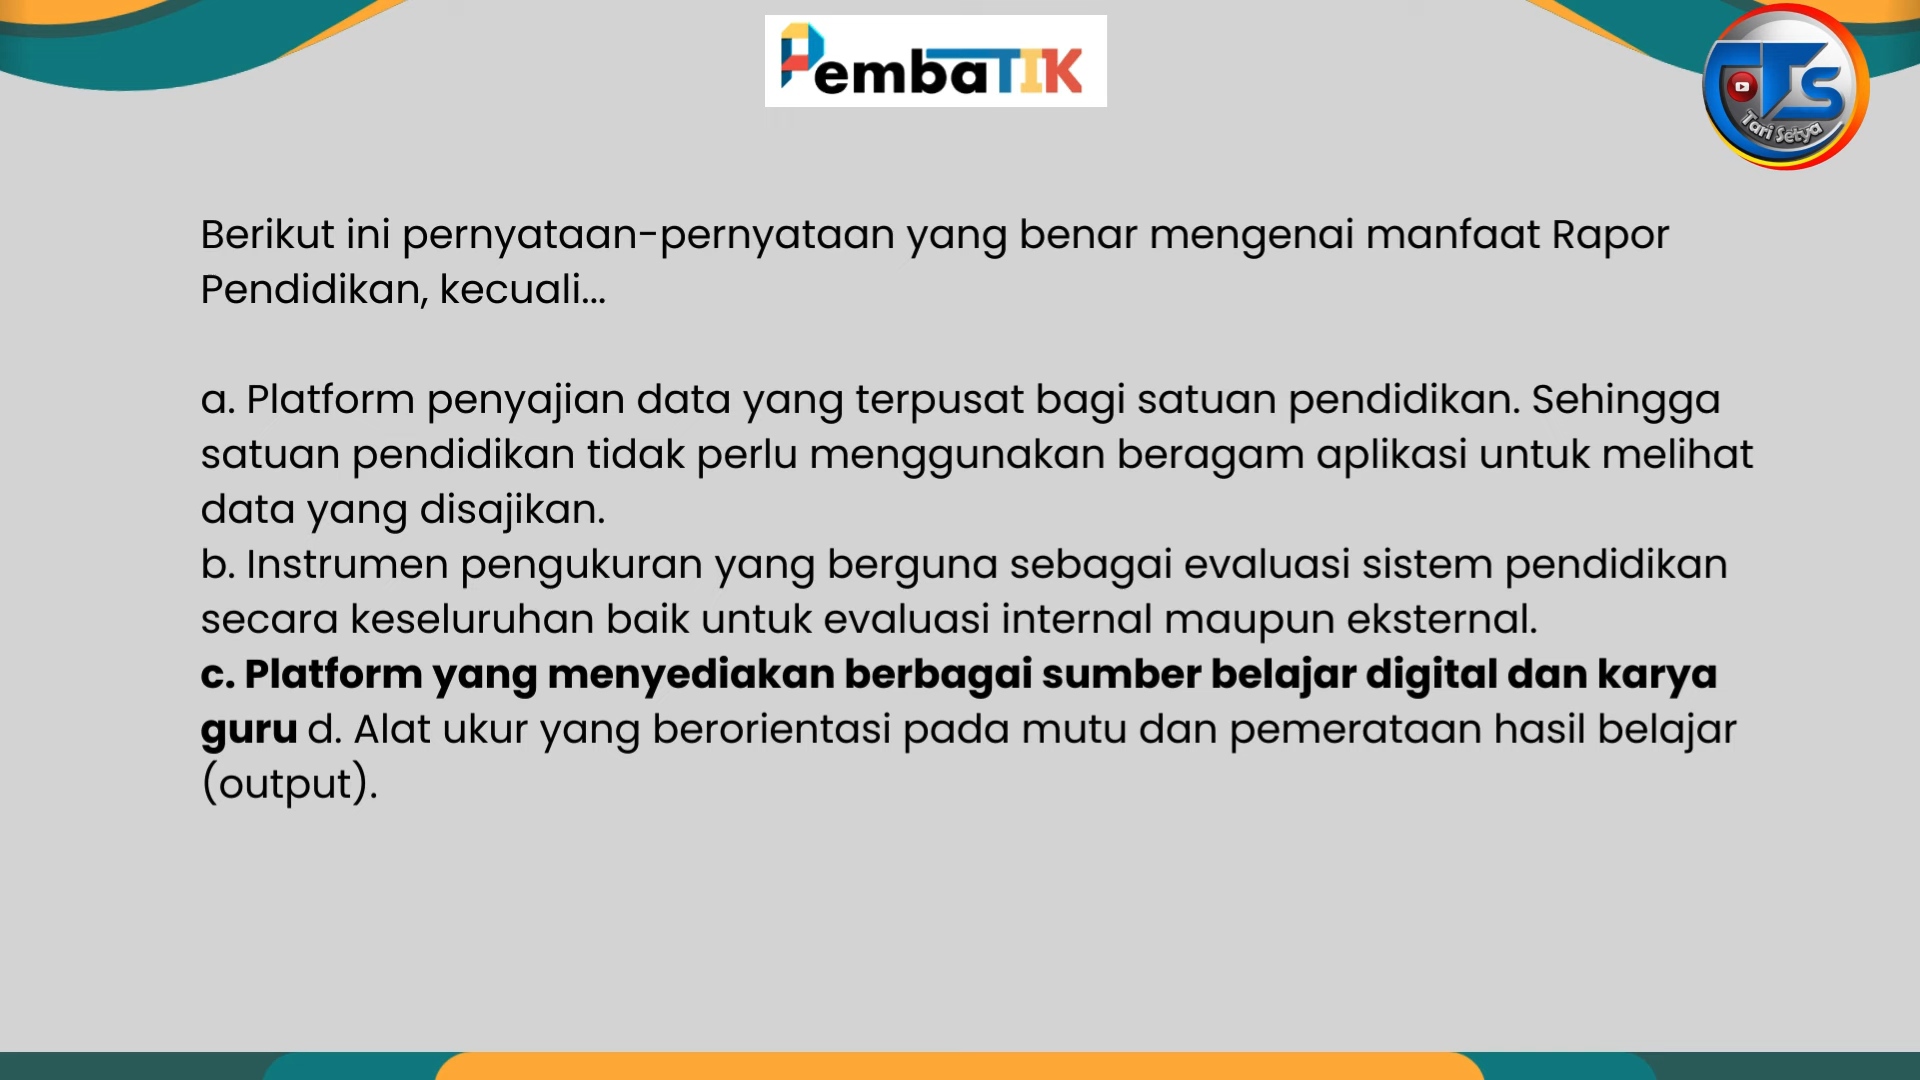 PembaTIK
TS
Tari Setya
Berikut ini pernyataan-pernyataan yang benar mengenai manfaat Rapor
Pendidikan, kecuali...
a. Platform penyajian data yang terpusat bagi satuan pendidikan. Sehingga
satuan pendidikan tidak perlu menggunakan beragam aplikasi untuk melihat
data yang disajikan.
b. Instrumen pengukuran yang berguna sebagai evaluasi sistem pendidikan
secara keseluruhan baik untuk evaluasi internal maupun eksternal.
c. Platform yang menyediakan berbagai sumber belajar digital dan karya
guru d. Alat ukur yang berorientasi pada mutu dan pemerataan hasil belajar
(output).